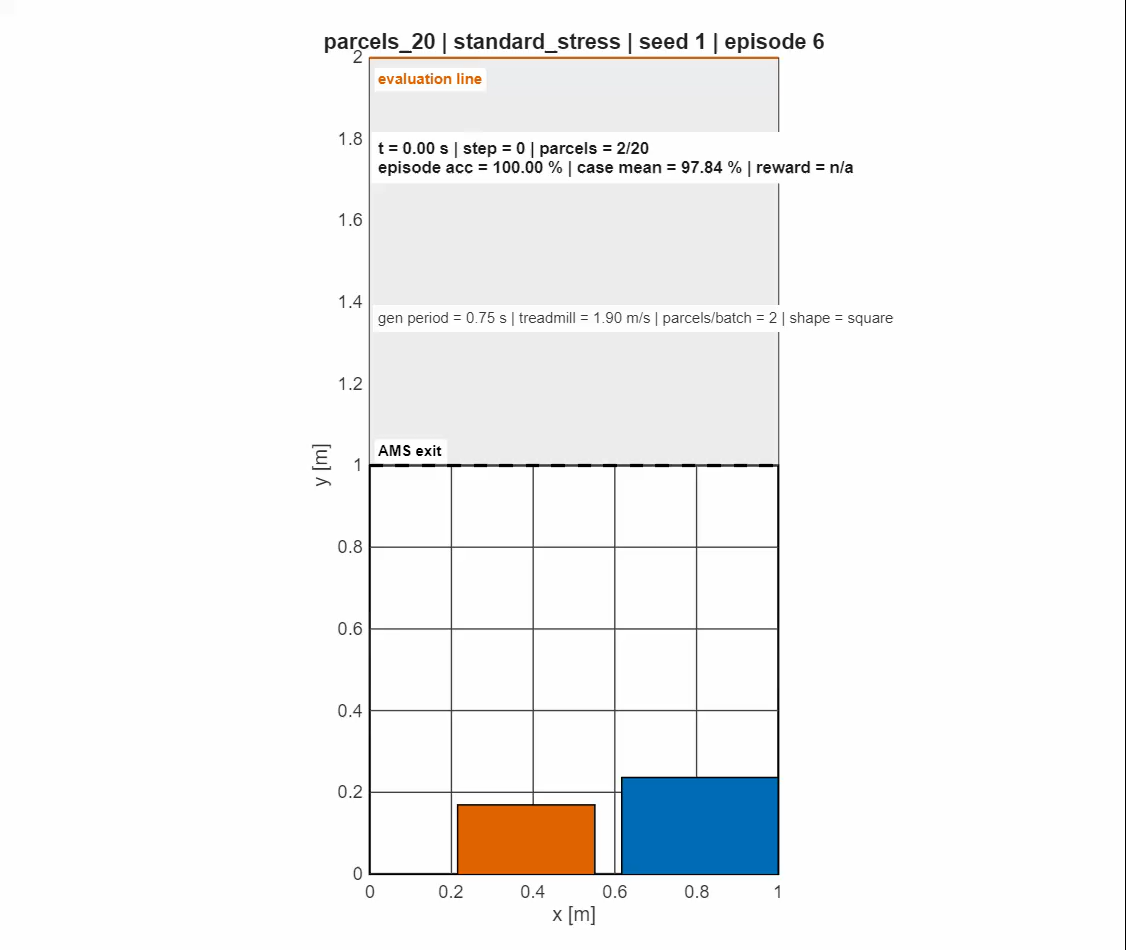 parcels_20 | standard_stress | seed 1 | episode 6
2
evaluation line
1.8
t = 0.00 s | step = 0 | parcels = 2/20
episode acc = 100.00 % | case mean = 97.84 % | reward = n/a
1.6
1.4
gen period = 0.75 s | treadmill = 1.90 m/s | parcels/batch = 2 | shape = square
1.2
AMS exit
1
y [m]
0.8
0.6
0.4
0.2
0
0 0.2 0.4 0.6 0.8 1
x [m]